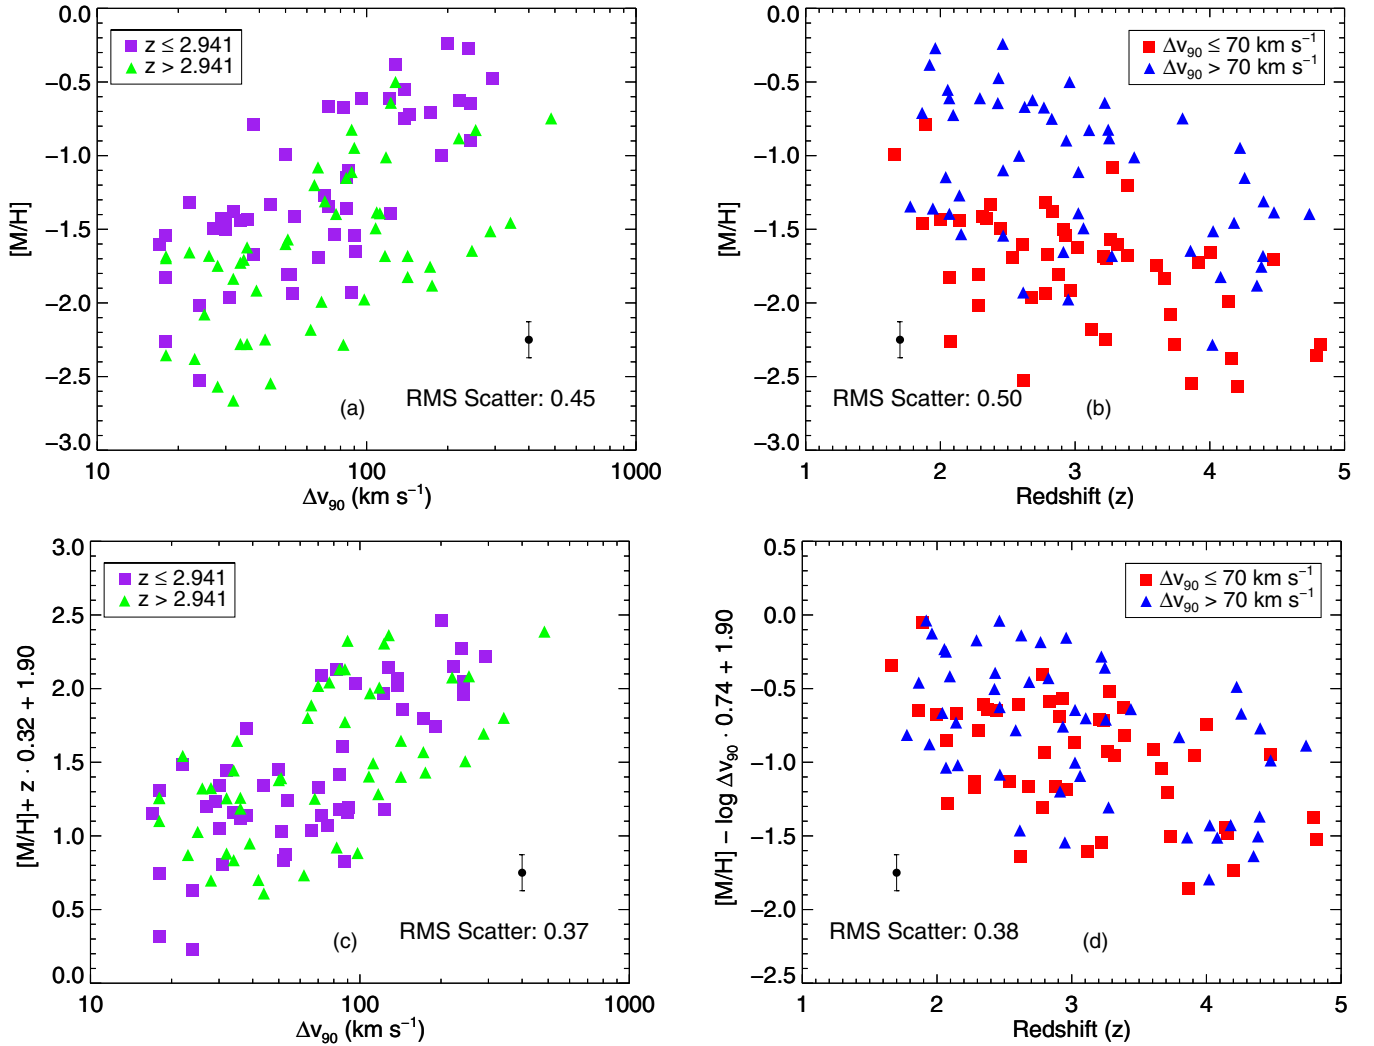 0.0
−0.5
−1.0
−1.5
−2.0
−2.5
−3.0
[M/H]
z ≤ 2.941
z > 2.941
RMS Scatter: 0.45
(a)
10 100 1000
Δv90 (km s−1)
0.0
−0.5
−1.0
−1.5
−2.0
−2.5
−3.0
[M/H]
Δv90 ≤ 70 km s−1
Δv90 > 70 km s−1
RMS Scatter: 0.50
(b)
1 2 3 4 5
Redshift (z)
3.0
2.5
2.0
1.5
1.0
0.5
0.0
[M/H]+ z · 0.32 + 1.90
z ≤ 2.941
z > 2.941
RMS Scatter: 0.37
(c)
10 100 1000
Δv90 (km s−1)
0.5
0.0
−0.5
−1.0
−1.5
−2.0
−2.5
[M/H] − log Δv90 · 0.74 + 1.90
Δv90 ≤ 70 km s−1
Δv90 > 70 km s−1
RMS Scatter: 0.38
(d)
1 2 3 4 5
Redshift (z)